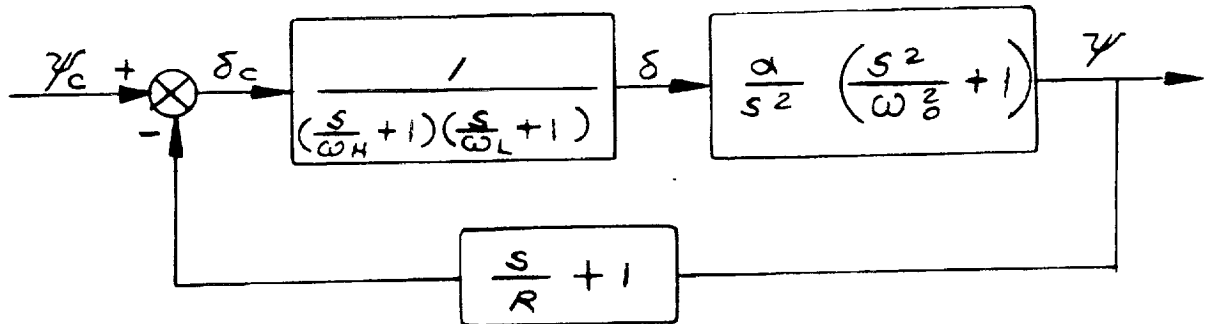 ψc + − δc
1 / (s/ωH + 1)(s/ωL + 1)
δ
α/s² (s²/ω₀² + 1)
ψ
s/R + 1